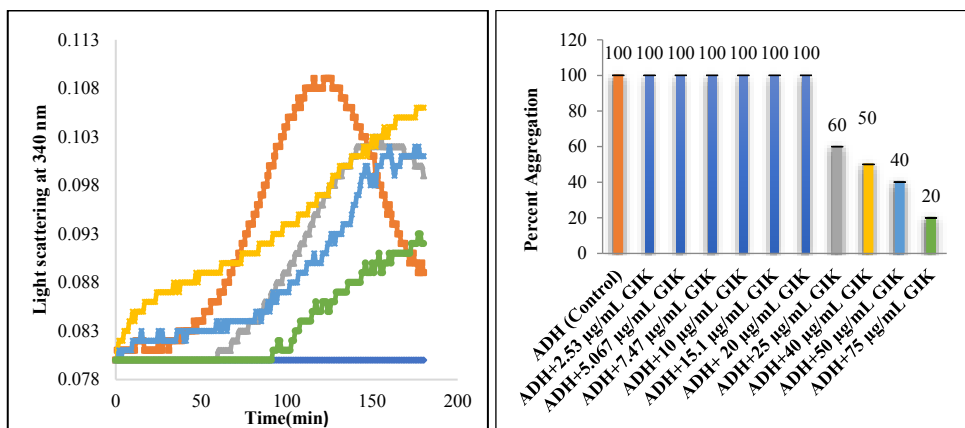 0.113
0.108
0.103
0.098
0.093
0.088
0.083
0.078
Light scattering at 340 nm
0 50 100 150 200
Time(min)
120
100
80
60
40
20
0
Percent Aggregation
100 100 100 100 100 100 100
60
50
40
20
ADH (Control)
ADH+2.53 µg/mL GIK
ADH+5.067 µg/mL GIK
ADH+7.47 µg/mL GIK
ADH+10 µg/mL GIK
ADH+15.1 µg/mL GIK
ADH+ 20 µg/mL GIK
ADH+25 µg/mL GIK
ADH+40 µg/mL GIK
ADH+50 µg/mL GIK
ADH+75 µg/mL GIK